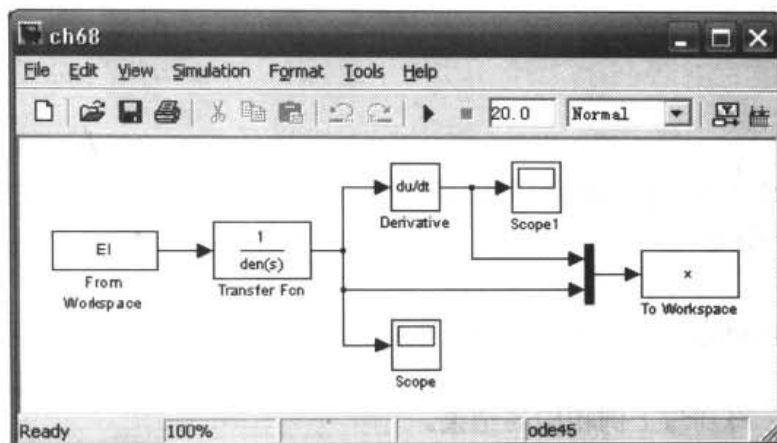 ch68
File Edit View Simulation Format Tools Help
20.0 Normal
du/dt
Derivative
Scope1
EI
From
Workspace
1
den(s)
Transfer Fcn
x
To Workspace
Scope
Ready 100% ode45